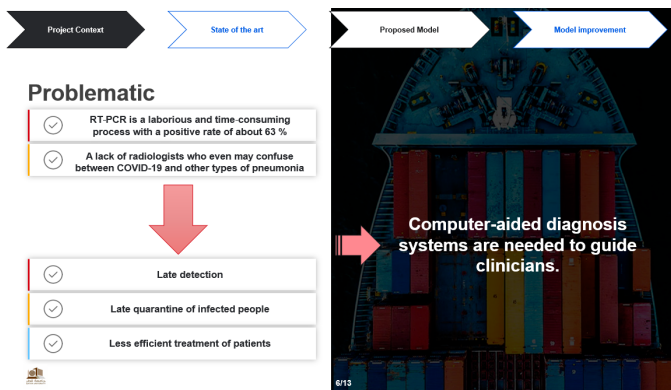 Project Context
State of the art
Proposed Model
Model improvement
Problematic
RT-PCR is a laborious and time-consuming
process with a positive rate of about 63 %
A lack of radiologists who even may confuse
between COVID-19 and other types of pneumonia
Late detection
Late quarantine of infected people
Less efficient treatment of patients
Computer-aided diagnosis
systems are needed to guide
clinicians.
6/13